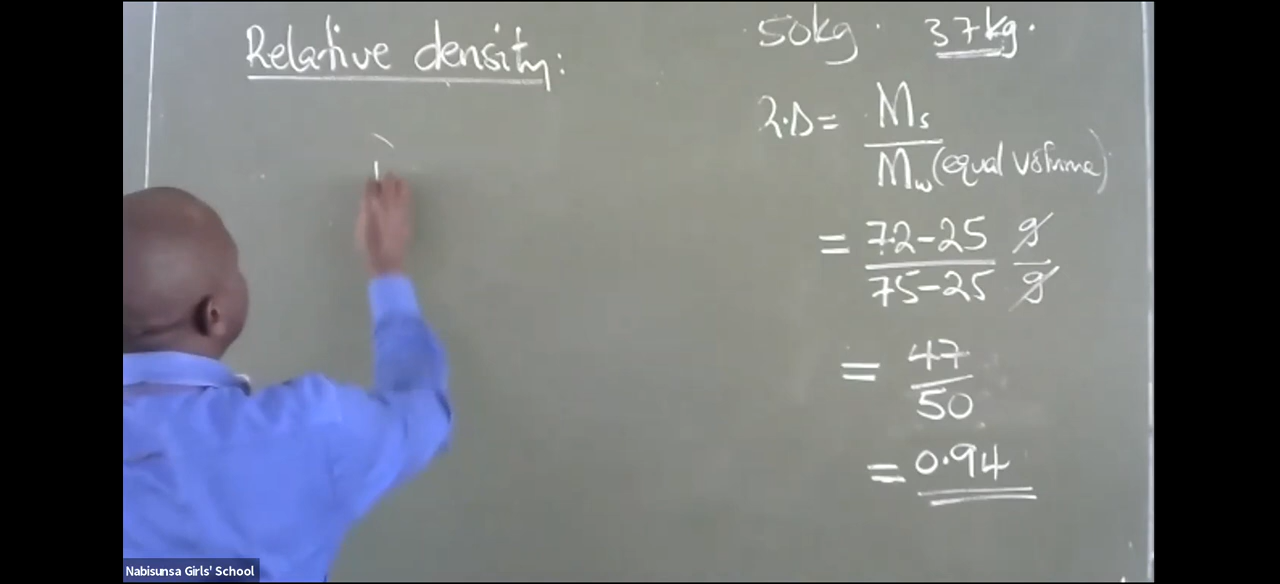 Relative density:
50kg. 37kg.
R.D = Ms
Mw (equal volume)
= 72-25 g
75-25 g
= 47
50
= 0.94
Nabisunsa Girls' School